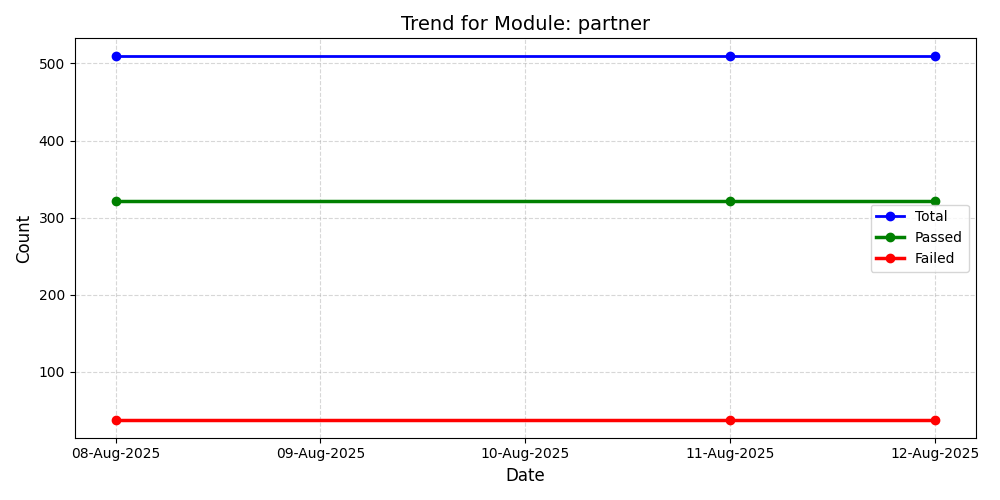 Trend for Module: partner
500
400
300
200
100
Count
Total
Passed
Failed
08-Aug-2025
09-Aug-2025
10-Aug-2025
11-Aug-2025
12-Aug-2025
Date